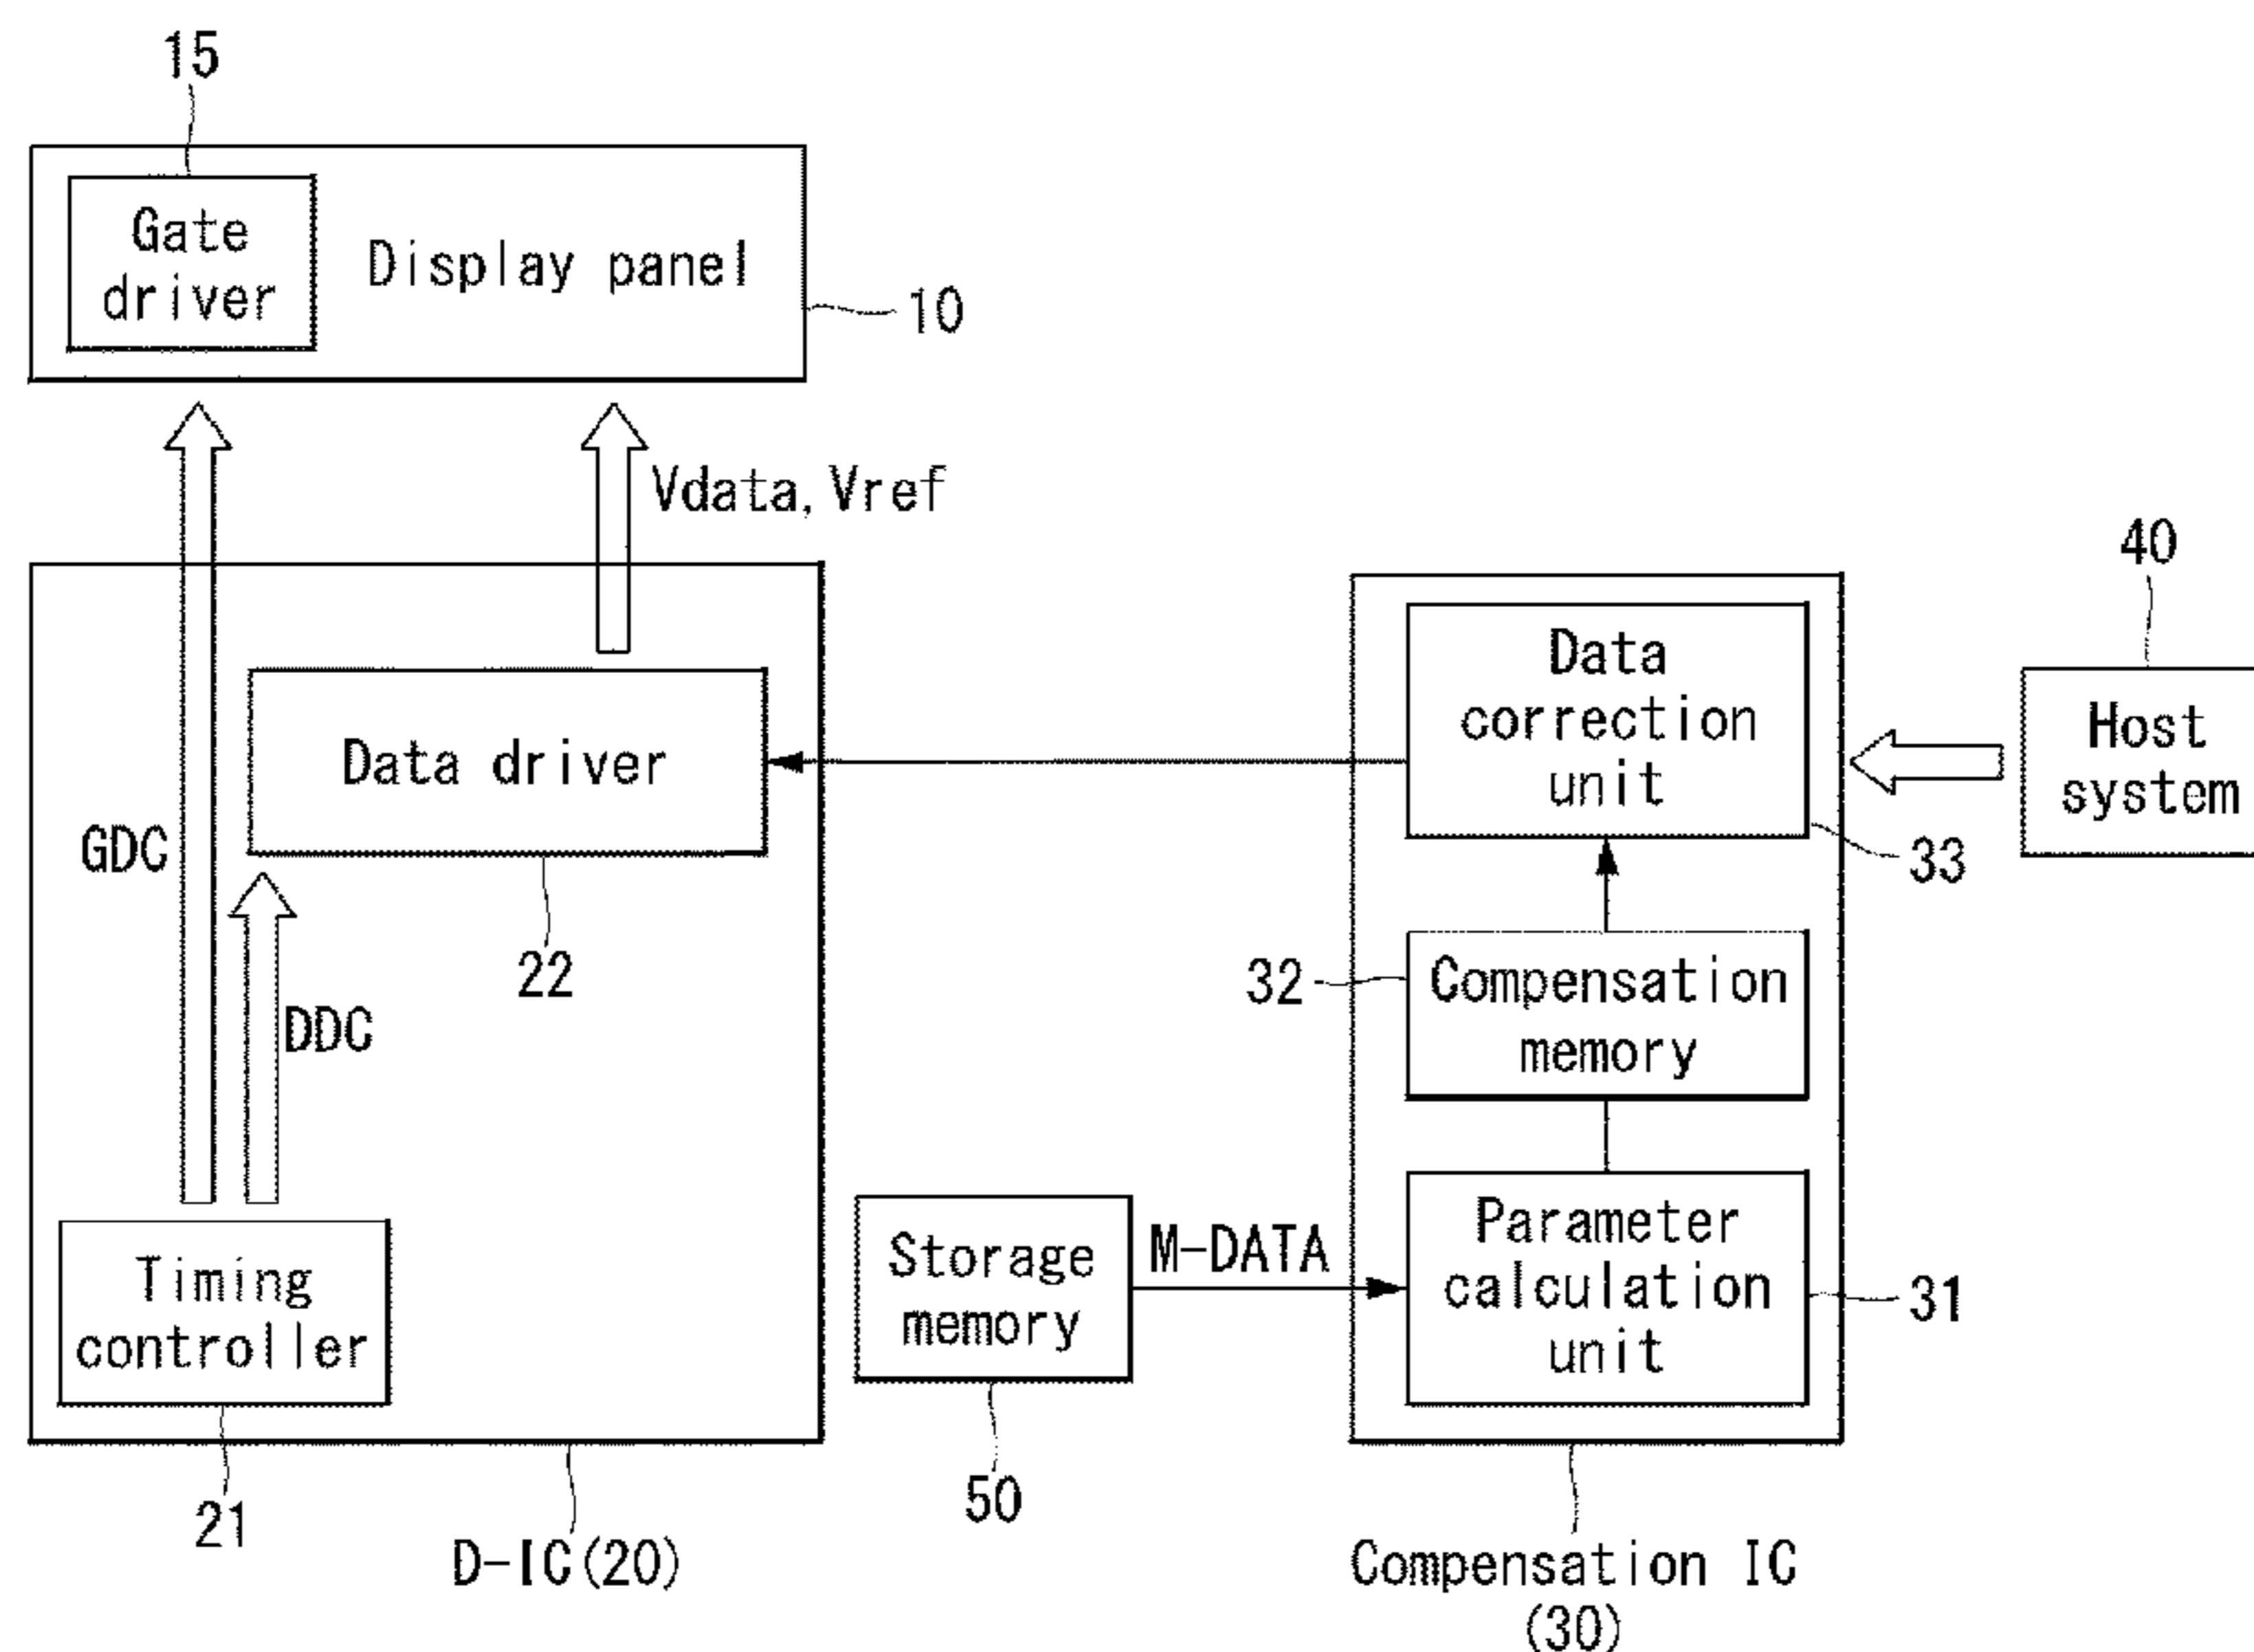 15
Gate
driver
Display panel
10
Vdata, Vref
40
Data
correction
unit
Host
system
Data driver
33
GDC
22
32
Compensation
memory
DDC
Parameter
calculation
unit
31
Storage
memory
M-DATA
Timing
controller
50
21
D-IC(20)
Compensation IC
(30)